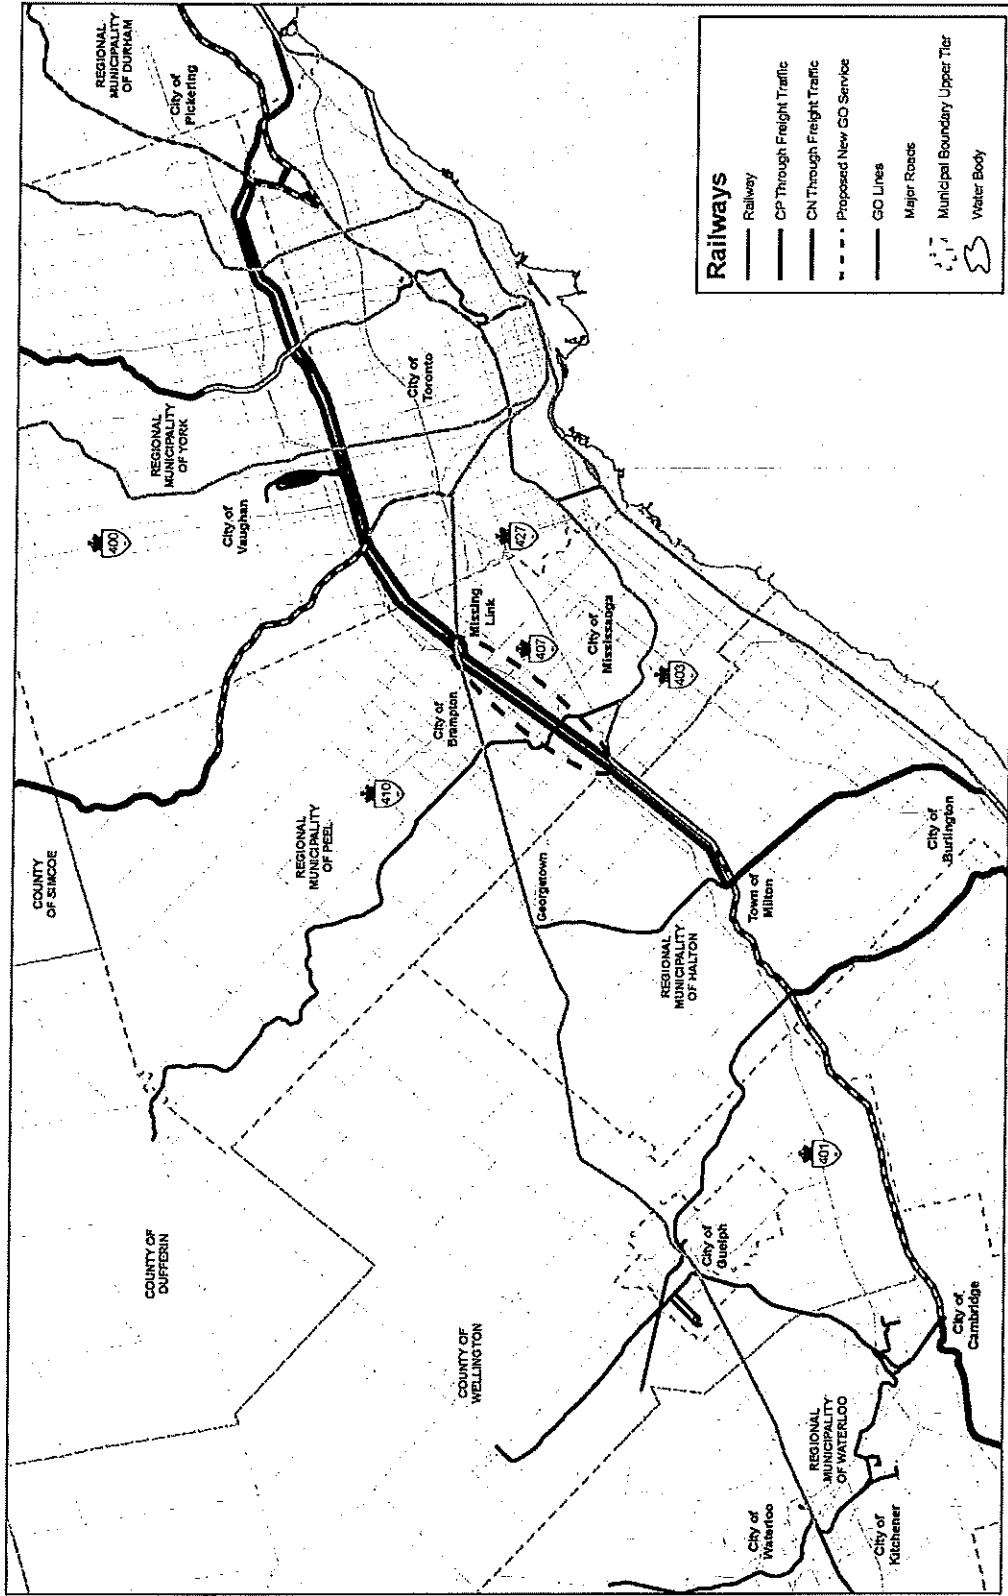 REGIONAL
MUNICIPALITY
OF DURHAM
City of
Pickering
REGIONAL
MUNICIPALITY
OF YORK
City of
Vaughan
400
City of
Toronto
427
Missing
Link
407
City of
Mississauga
403
City of
Brampton
410
REGIONAL
MUNICIPALITY
OF PEEL
COUNTY
OF SIMCOE
Georgetown
Town of
Milton
City of
Burlington
REGIONAL
MUNICIPALITY
OF HALTON
401
COUNTY OF
DUFFERIN
City of
Guelph
COUNTY OF
WELLINGTON
City of
Cambridge
REGIONAL
MUNICIPALITY
OF WATERLOO
City of
Waterloo
City of
Kitchener
Railways
Railway
CP Through Freight Traffic
CN Through Freight Traffic
Proposed New GO Service
GO Lines
Major Roads
Municipal Boundary Upper Tier
Water Body